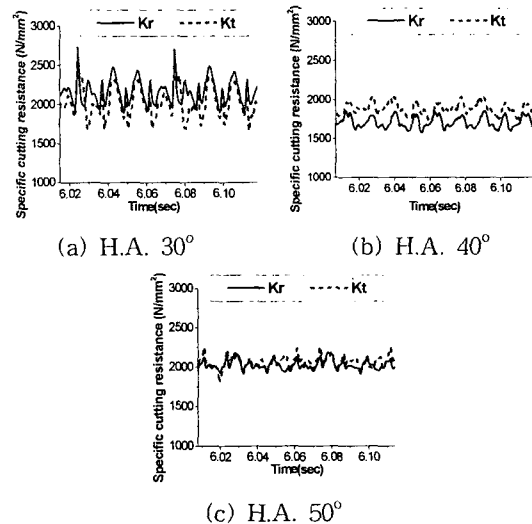 Kr Kt
Specific cutting resistance (N/mm²)
3000
2500
2000
1500
1000
6.02 6.04 6.06 6.08 6.10
Time(sec)
(a) H.A. 30°
Kr Kt
Specific cutting resistance (N/mm²)
3000
2500
2000
1500
1000
6.02 6.04 6.06 6.08 6.10
Time(sec)
(b) H.A. 40°
Kr Kt
Specific cutting resistance (N/mm²)
3000
2500
2000
1500
1000
6.02 6.04 6.06 6.08 6.10
Time(sec)
(c) H.A. 50°